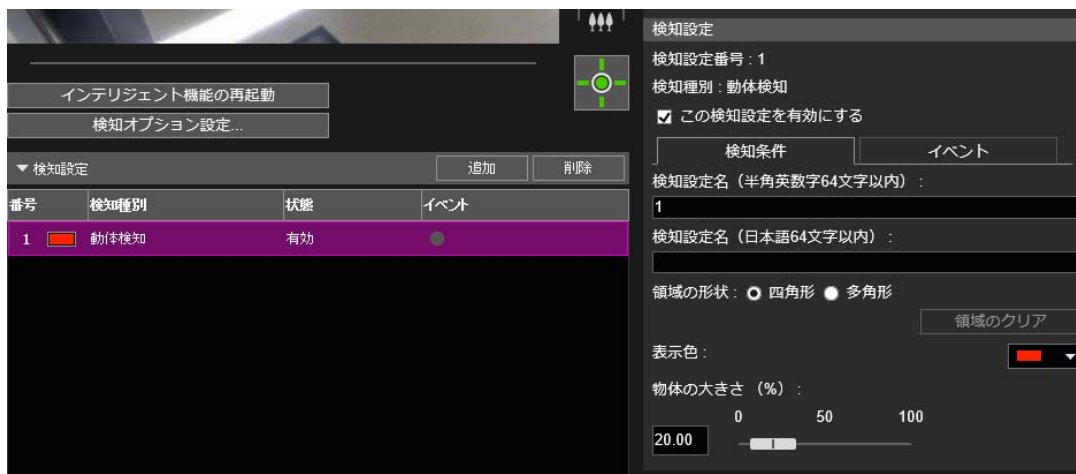 インテリジェント機能の再起動
検知オプション設定...
▼検知設定
追加
削除
番号 検知種別 状態 イベント
1 動体検知 有効
検知設定
検知設定番号 : 1
検知種別 : 動体検知
この検知設定を有効にする
検知条件 イベント
検知設定名（半角英数字64文字以内）:
1
検知設定名（日本語64文字以内）:
領域の形状 : 四角形 多角形
領域のクリア
表示色 :
物体の大きさ （%） :
0 50 100
20.00